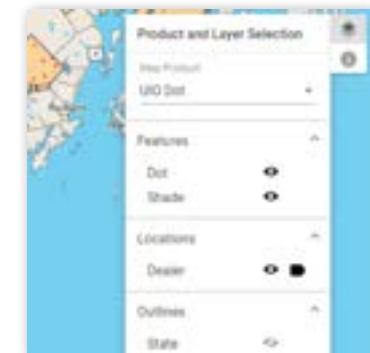 Product and Layer Selection
Map Product
UIO Dot
Features
Dot
Shade
Locations
Dealer
Outlines
State